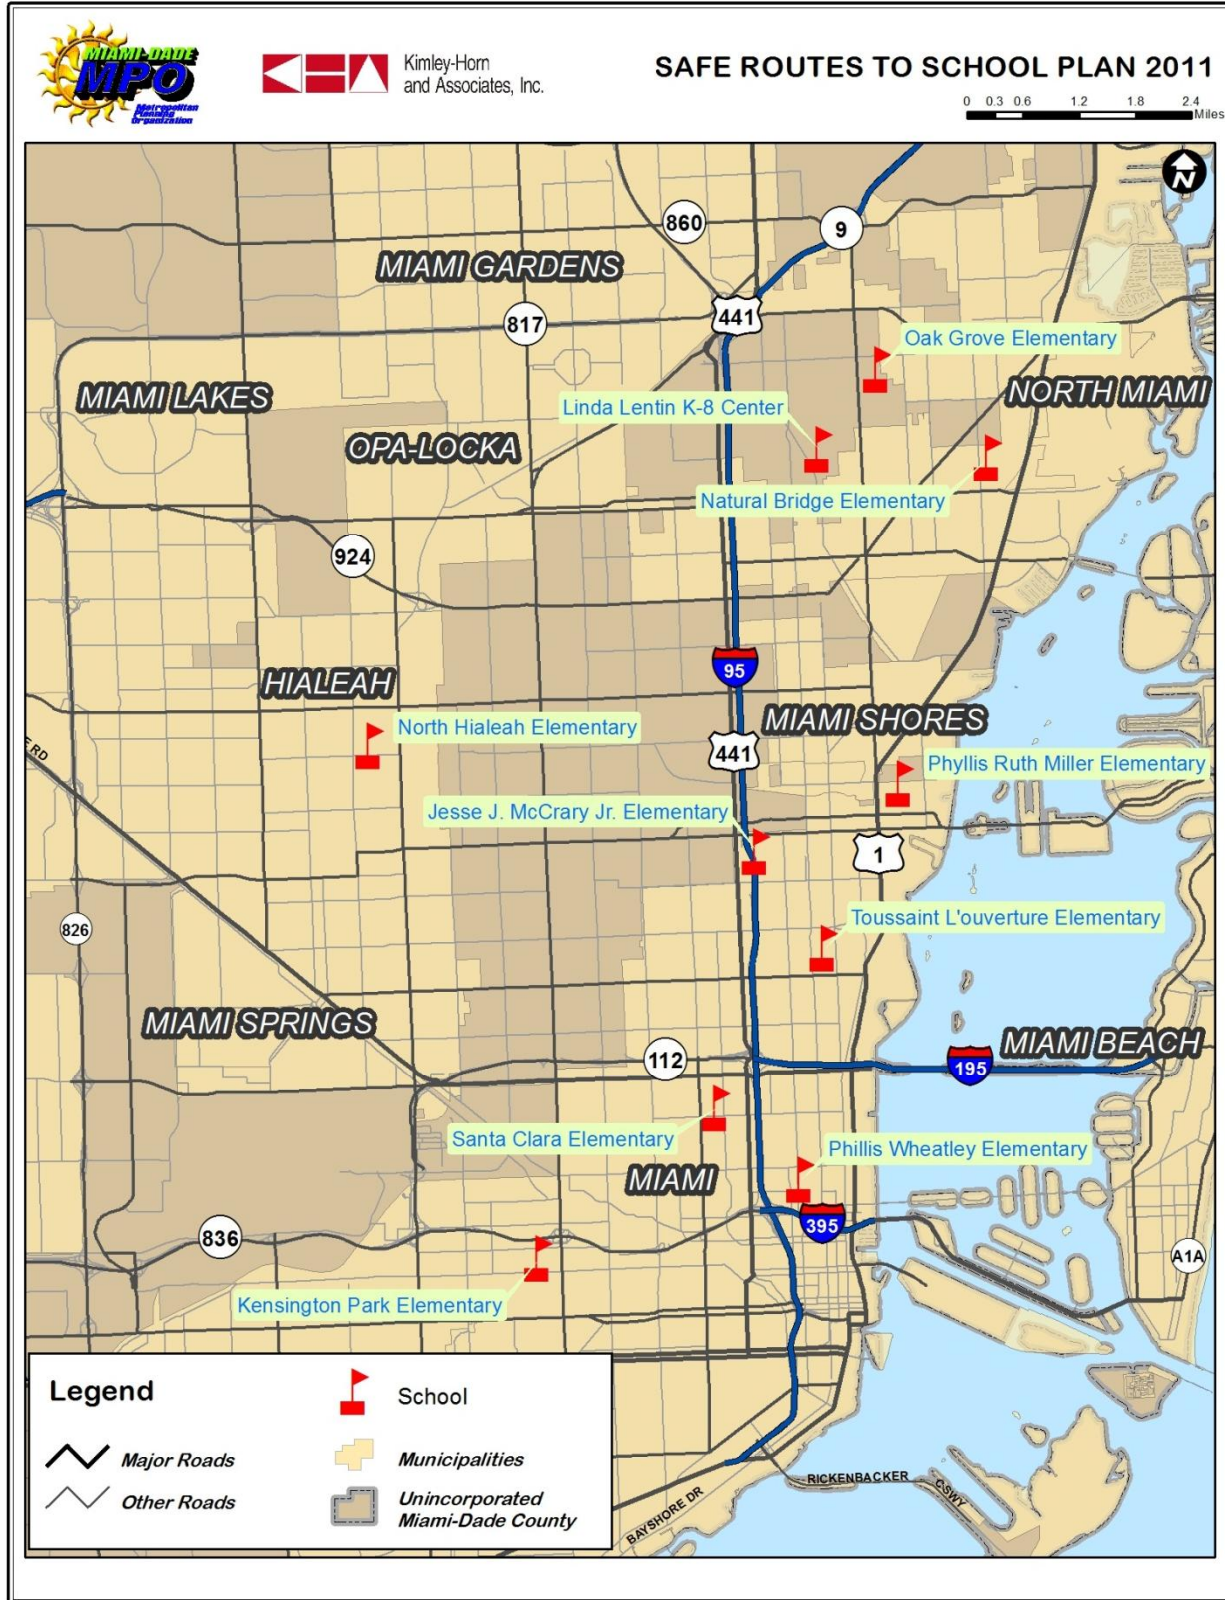 MIAMI-DADE
MPO
Metropolitan
Planning
Organization
Kimley-Horn
and Associates, Inc.
SAFE ROUTES TO SCHOOL PLAN 2011
0 0.3 0.6 1.2 1.8 2.4
Miles
N
860
9
MIAMI GARDENS
441
817
Oak Grove Elementary
MIAMI LAKES
NORTH MIAMI
Linda Lentin K-8 Center
OPA-LOCKA
Natural Bridge Elementary
924
95
HIALEAH
MIAMI SHORES
North Hialeah Elementary
E RD
441
Phyllis Ruth Miller Elementary
Jesse J. McCrary Jr. Elementary
1
Toussaint L'ouverture Elementary
826
MIAMI SPRINGS
MIAMI BEACH
112
195
Santa Clara Elementary
Phillis Wheatley Elementary
MIAMI
395
836
A1A
Kensington Park Elementary
Legend
School
Major Roads
Municipalities
Other Roads
Unincorporated
Miami-Dade County
RICKENBACKER
CSWY
BAYSHORE DR